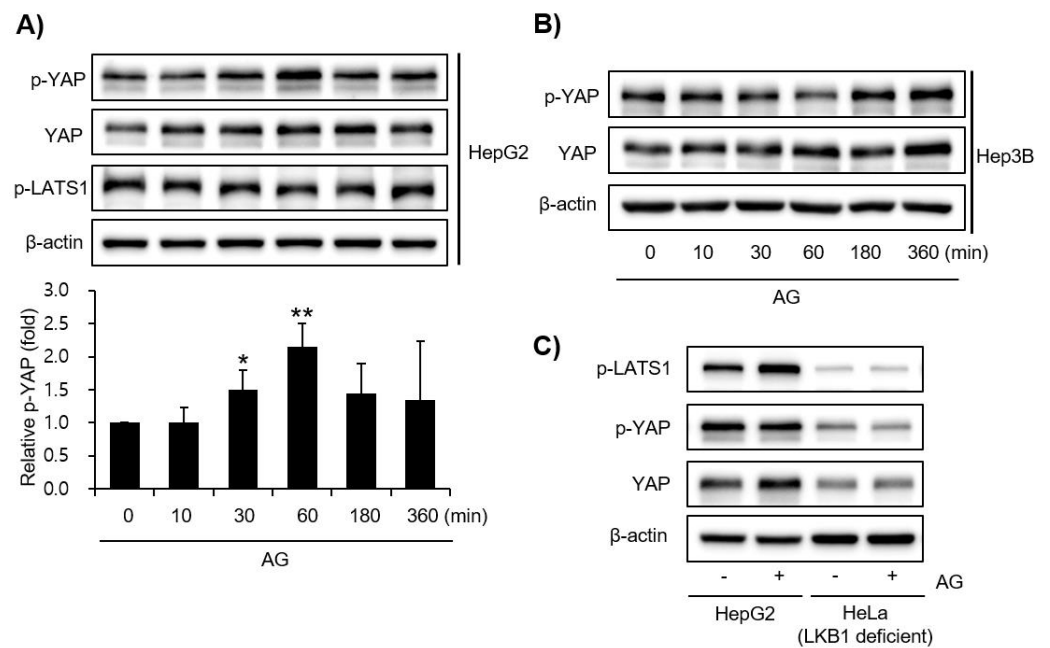 A)
p-YAP
YAP
p-LATS1
β-actin
HepG2
Relative p-YAP (fold)
3.0
2.5
2.0
1.5
1.0
0.5
0.0
*
**
0 10 30 60 180 360 (min)
AG
B)
p-YAP
YAP
β-actin
Hep3B
0 10 30 60 180 360 (min)
AG
C)
p-LATS1
p-YAP
YAP
β-actin
- + - + AG
HepG2 HeLa
(LKB1 deficient)